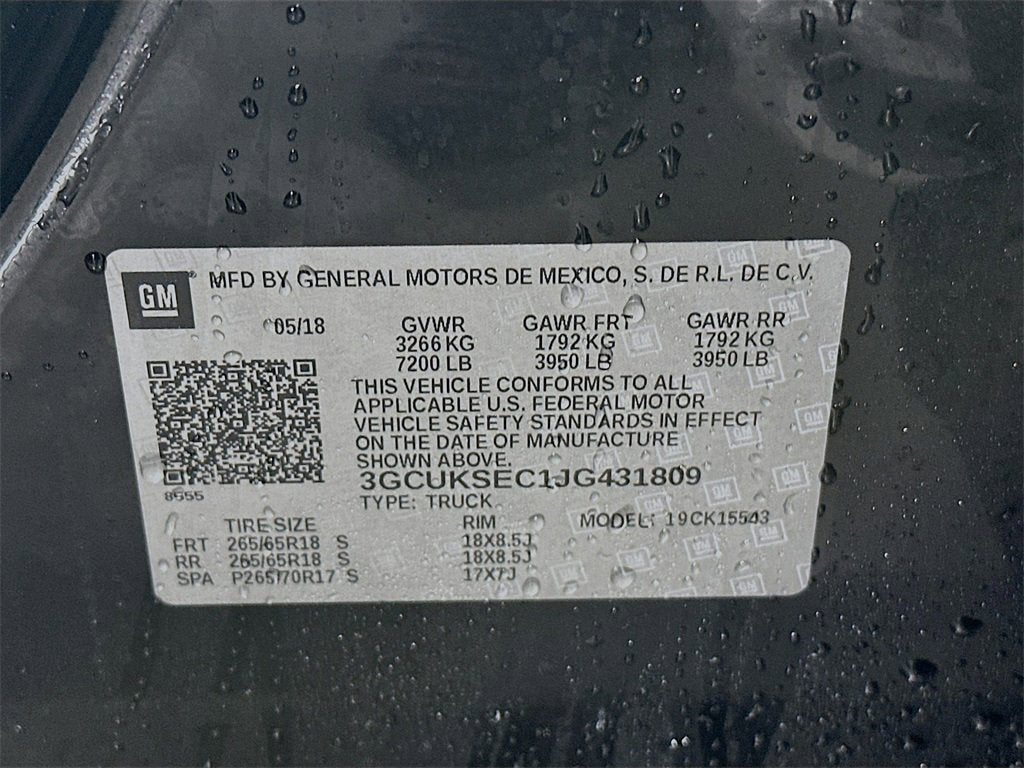 GM
MFD BY GENERAL MOTORS DE MEXICO, S. DE R.L. DE C.V.
05/18 GVWR GAWR FRT GAWR RR
3266 KG 1792 KG 1792 KG
7200 LB 3950 LB 3950 LB
THIS VEHICLE CONFORMS TO ALL
APPLICABLE U.S. FEDERAL MOTOR
VEHICLE SAFETY STANDARDS IN EFFECT
ON THE DATE OF MANUFACTURE
SHOWN ABOVE.
3GCUKSEC1JG431809
8555
TYPE: TRUCK
TIRE SIZE RIM MODEL: 19CK15543
FRT 265/65R18 S 18X8.5J
RR 265/65R18 S 18X8.5J
SPA P265/70R17 S 17X7J